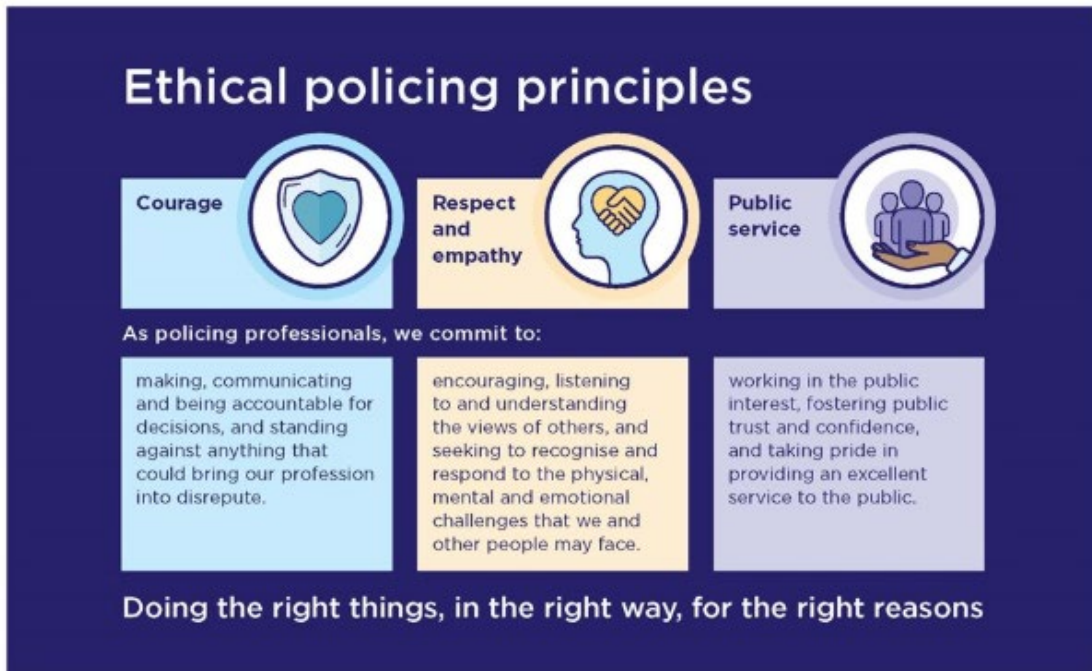 Ethical policing principles
Courage
Respect
and
empathy
Public
service
As policing professionals, we commit to:
making, communicating
and being accountable for
decisions, and standing
against anything that
could bring our profession
into disrepute.
encouraging, listening
to and understanding
the views of others, and
seeking to recognise and
respond to the physical,
mental and emotional
challenges that we and
other people may face.
working in the public
interest, fostering public
trust and confidence,
and taking pride in
providing an excellent
service to the public.
Doing the right things, in the right way, for the right reasons